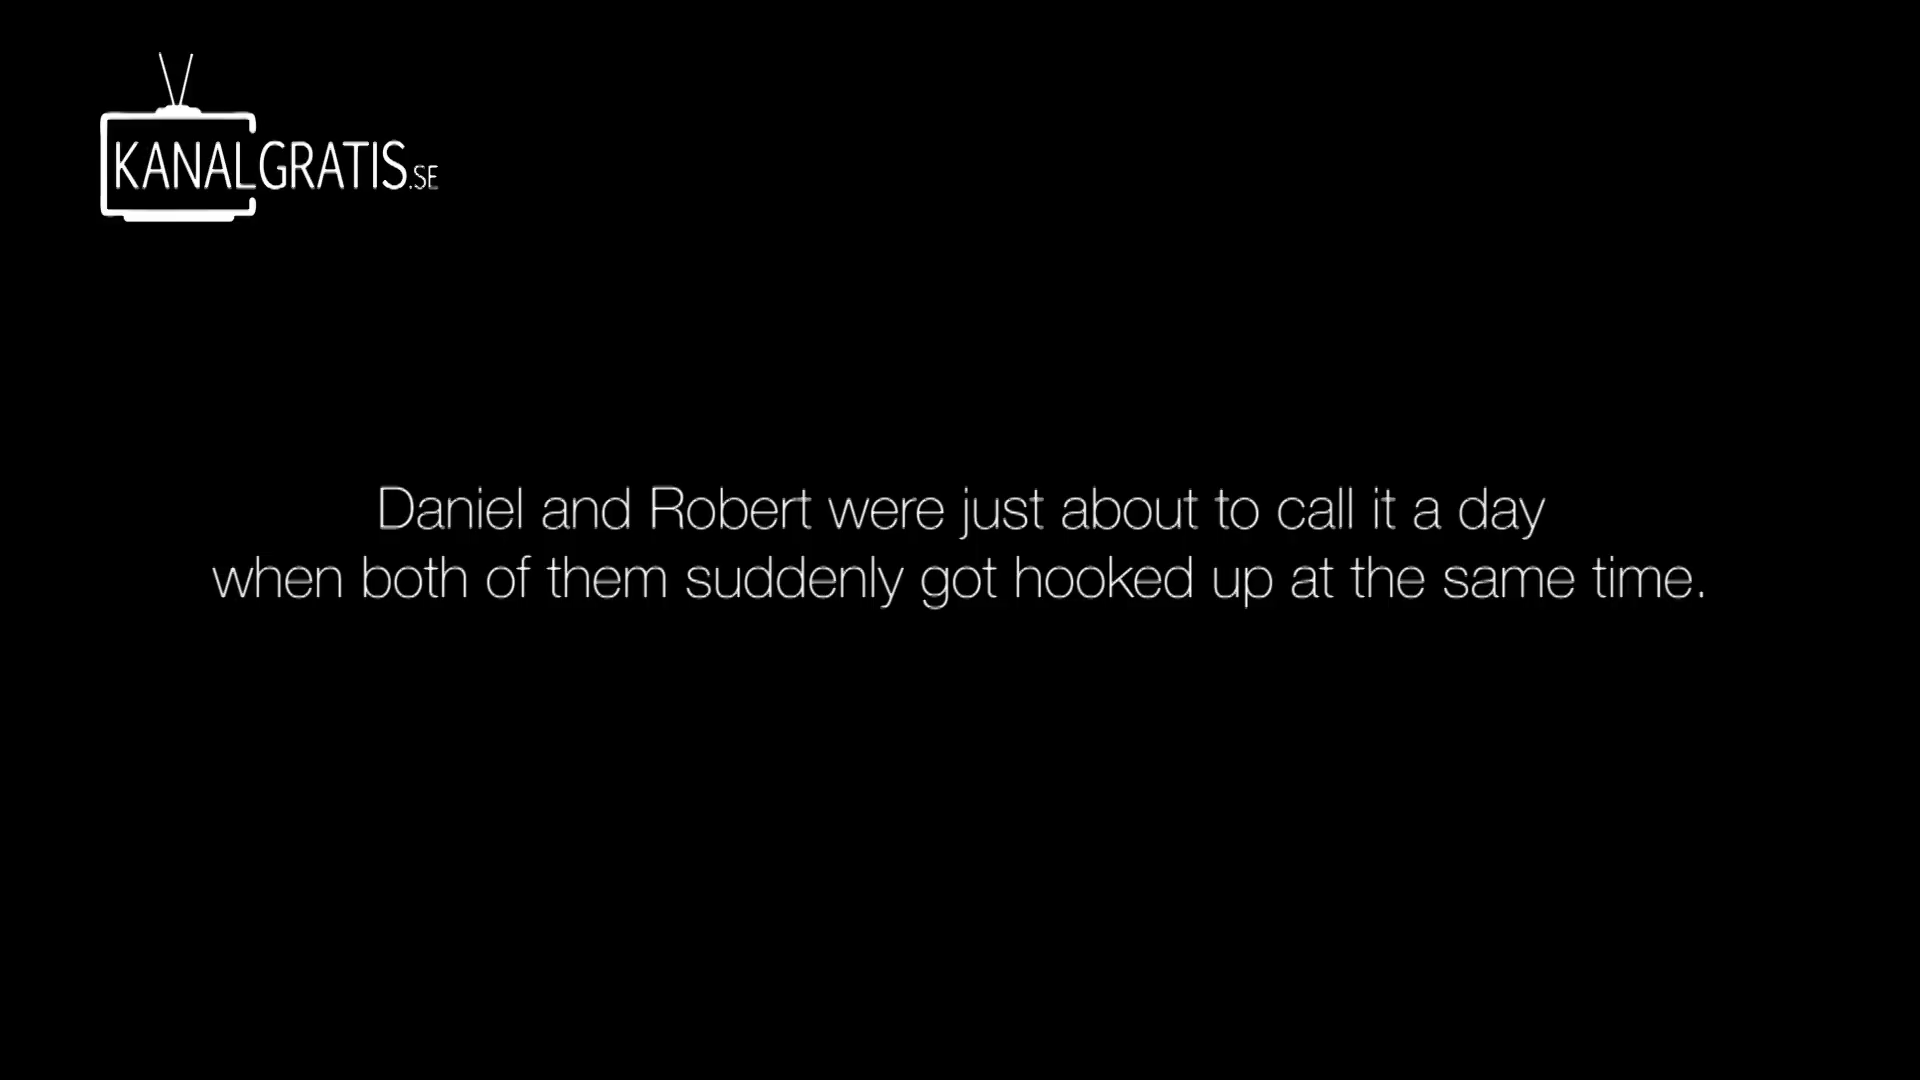 KANALGRATIS.SE
Daniel and Robert were just about to call it a day
when both of them suddenly got hooked up at the same time.